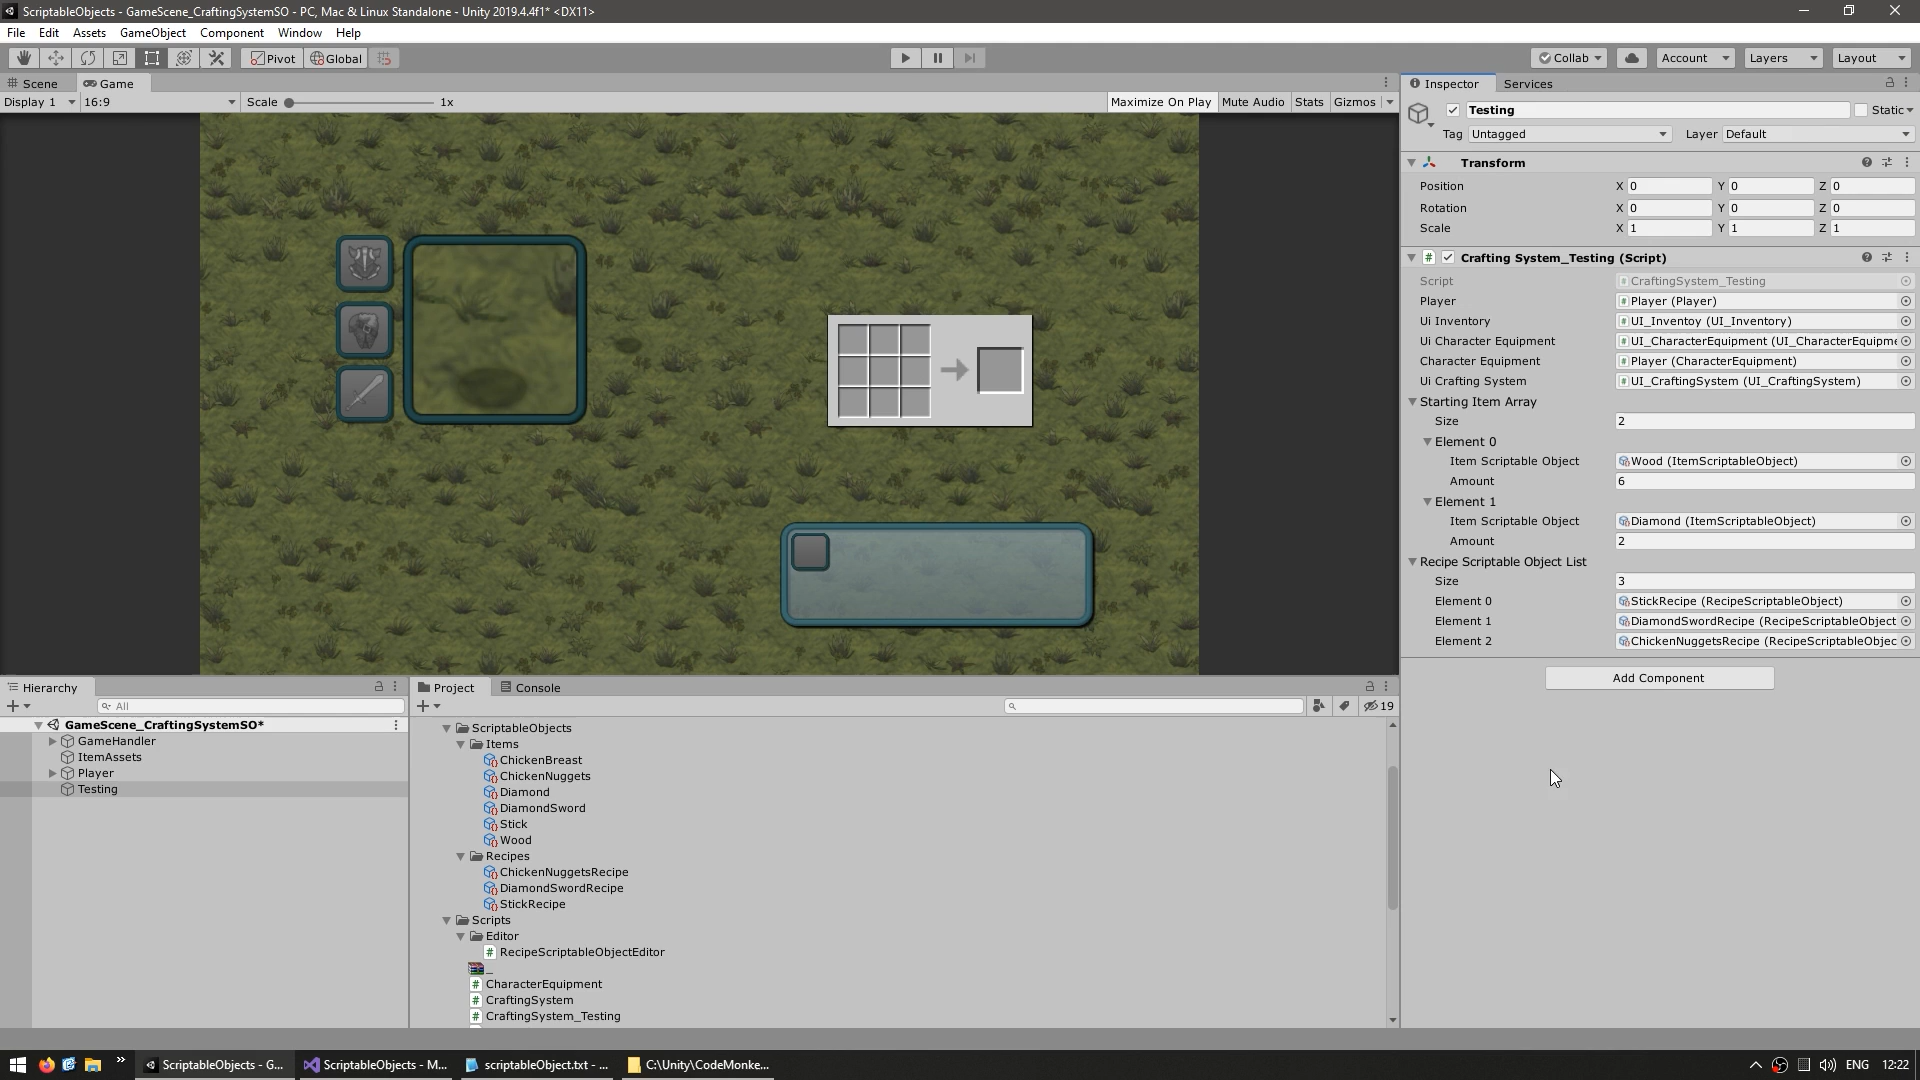 ScriptableObjects - GameScene_CraftingSystemSO - PC, Mac & Linux Standalone - Unity 2019.4.4f1* <DX11>
File Edit Assets GameObject Component Window Help
Pivot Global Collab Account Layers Layout
Scene Game
Display 1 16:9 Scale 1x Maximize On Play Mute Audio Stats Gizmos
Inspector Services
Testing Static
Tag Untagged Layer Default
Transform
Position X 0 Y 0 Z 0
Rotation X 0 Y 0 Z 0
Scale X 1 Y 1 Z 1
# Crafting System_Testing (Script)
Script CraftingSystem_Testing
Player Player (Player)
Ui Inventory UI_Inventoy (UI_Inventory)
Ui Character Equipment UI_CharacterEquipment (UI_CharacterEquipme
Character Equipment Player (CharacterEquipment)
Ui Crafting System UI_CraftingSystem (UI_CraftingSystem)
Starting Item Array
Size 2
Element 0
Item Scriptable Object Wood (ItemScriptableObject)
Amount 6
Element 1
Item Scriptable Object Diamond (ItemScriptableObject)
Amount 2
Recipe Scriptable Object List
Size 3
Element 0 StickRecipe (RecipeScriptableObject)
Element 1 DiamondSwordRecipe (RecipeScriptableObject
Element 2 ChickenNuggetsRecipe (RecipeScriptableObjec
Add Component
Hierarchy
All
GameScene_CraftingSystemSO*
GameHandler
ItemAssets
Player
Testing
Project Console
19
ScriptableObjects
Items
ChickenBreast
ChickenNuggets
Diamond
DiamondSword
Stick
Wood
Recipes
ChickenNuggetsRecipe
DiamondSwordRecipe
StickRecipe
Scripts
Editor
# RecipeScriptableObjectEditor
_
# CharacterEquipment
# CraftingSystem
# CraftingSystem_Testing
ScriptableObjects - G... ScriptableObjects - M... scriptableObject.txt - ... C:\Unity\CodeMonke... ENG 12:22